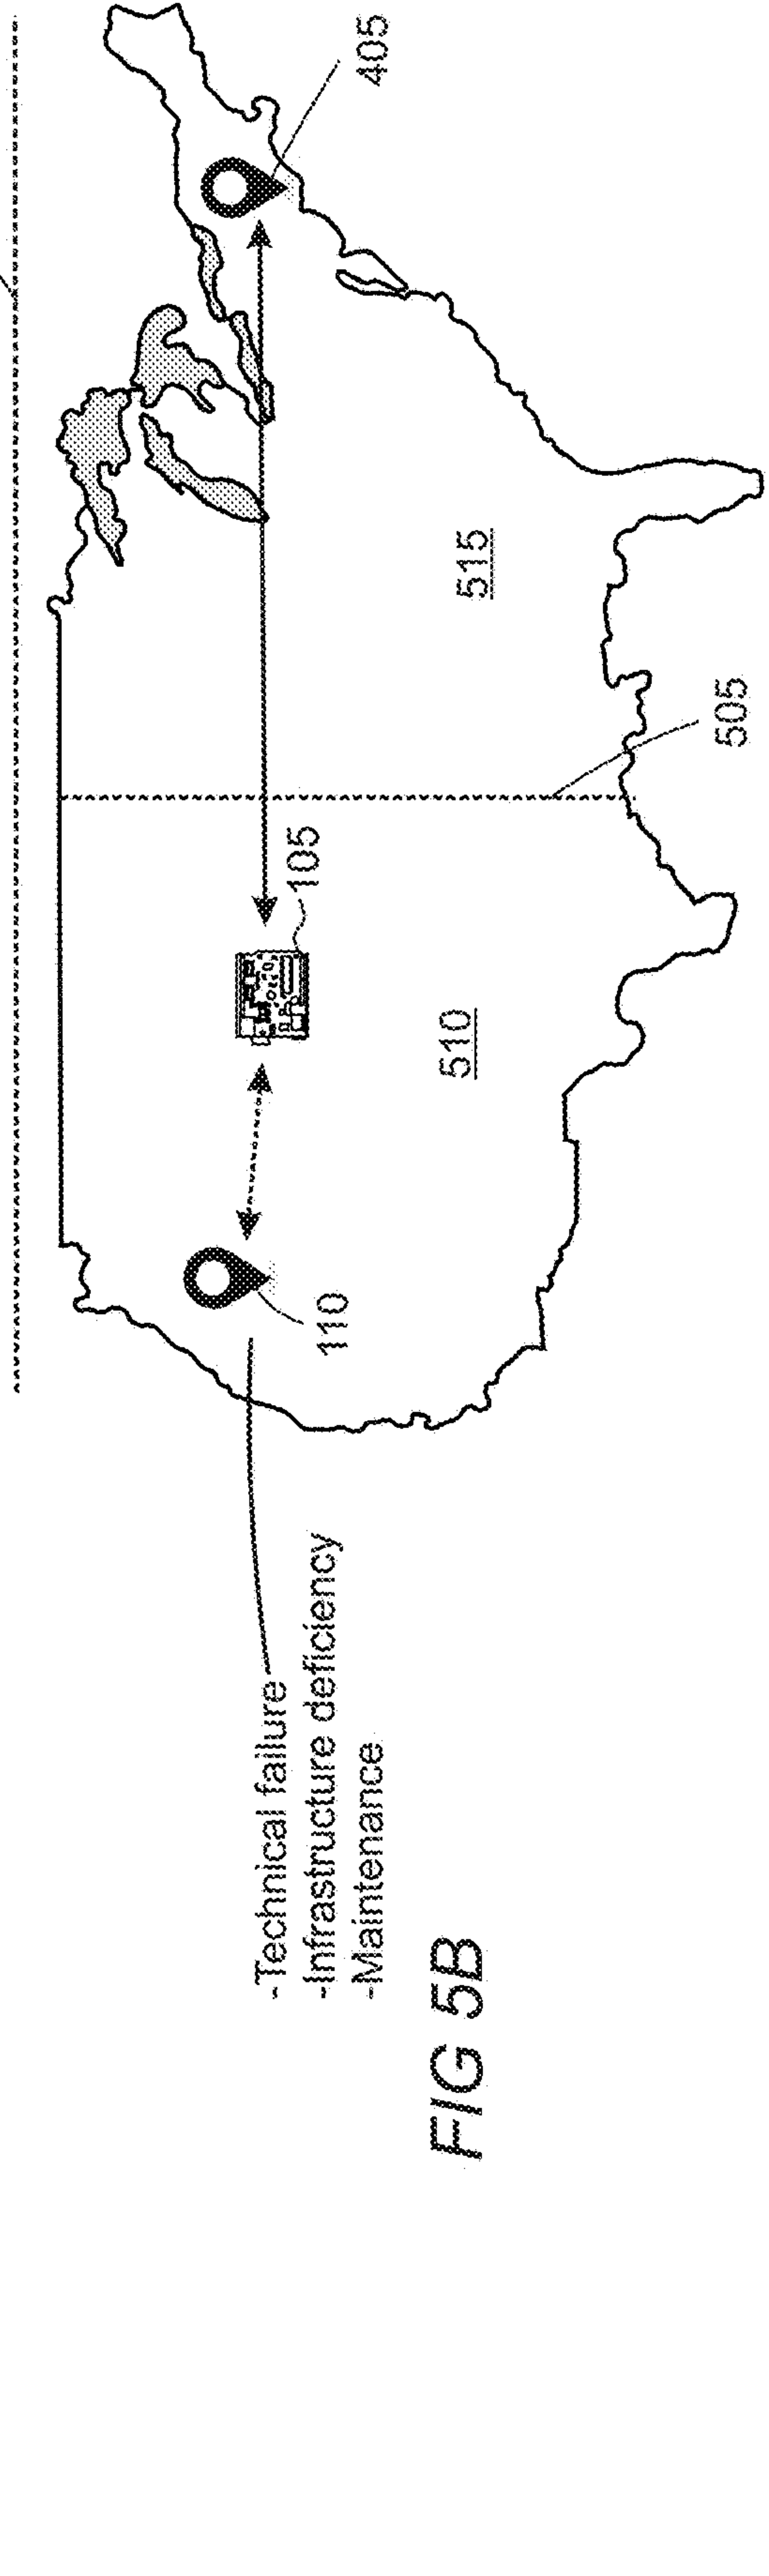 405
515
505
105
510
110
-Technical failure
-Infrastructure deficiency
-Maintenance
FIG 5B